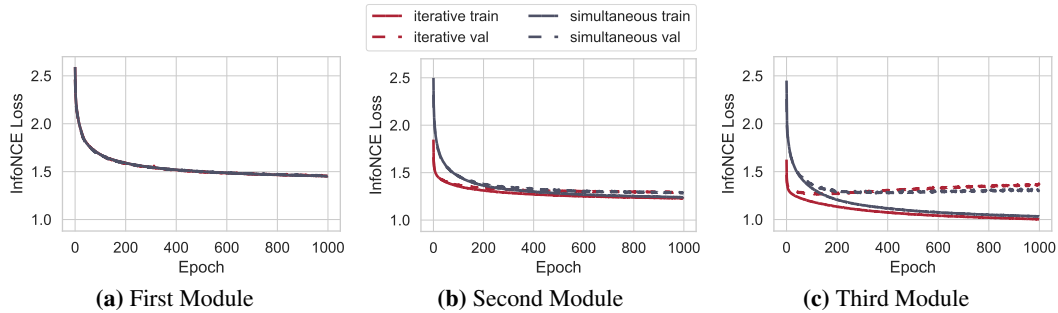 iterative train
simultaneous train
iterative val
simultaneous val
InfoNCE Loss
2.5
2.0
1.5
1.0
0 200 400 600 800 1000
Epoch
(a) First Module
InfoNCE Loss
2.5
2.0
1.5
1.0
0 200 400 600 800 1000
Epoch
(b) Second Module
InfoNCE Loss
2.5
2.0
1.5
1.0
0 200 400 600 800 1000
Epoch
(c) Third Module